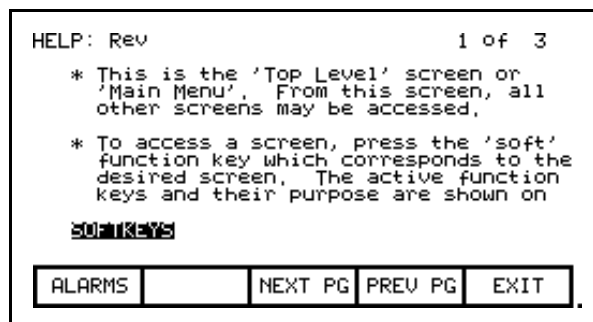 HELP: Rev 1 of 3
* This is the 'Top Level' screen or
'Main Menu'. From this screen, all
other screens may be accessed.
* To access a screen, press the 'soft'
function key which corresponds to the
desired screen. The active function
keys and their purpose are shown on
SOFTKEYS
ALARMS NEXT PG PREV PG EXIT